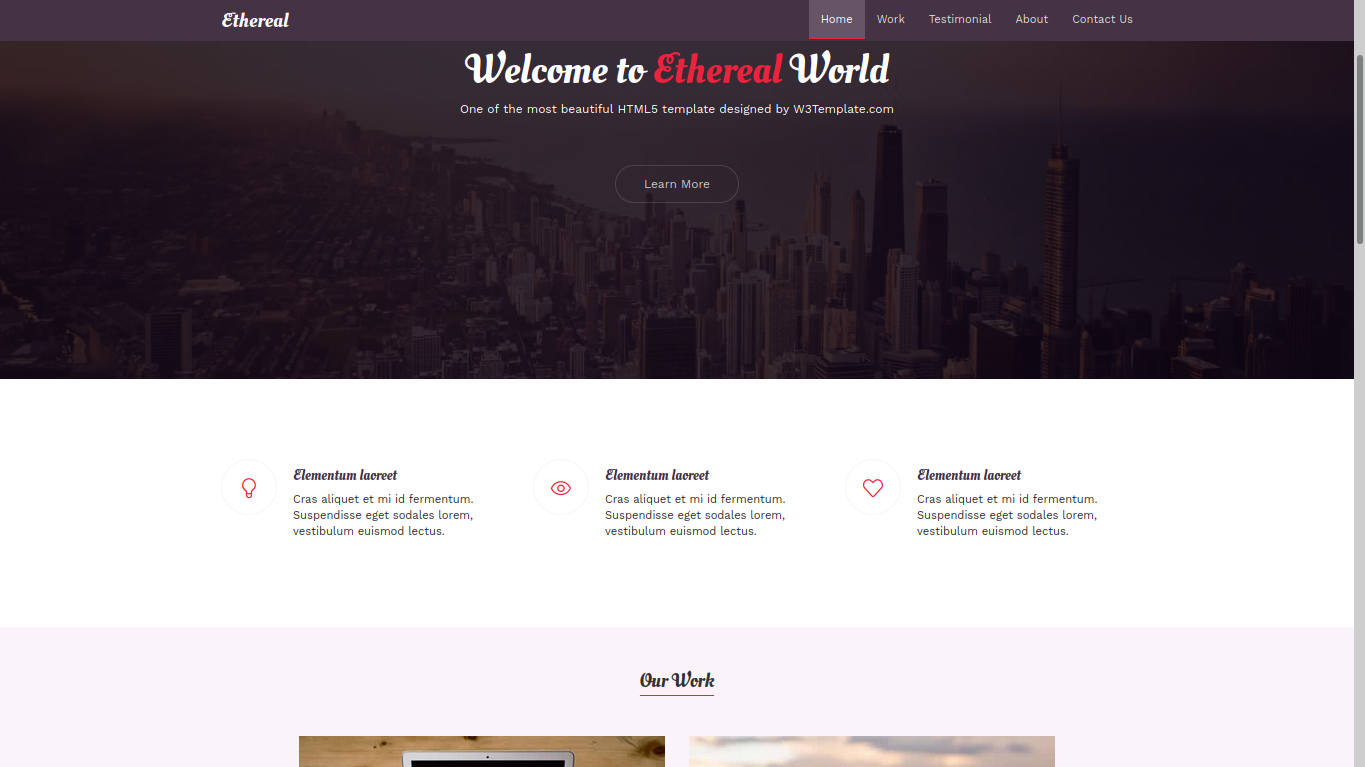 Ethereal
Home
Work
Testimonial
About
Contact Us
Welcome to Ethereal World
One of the most beautiful HTML5 template designed by W3Template.com
Learn More
Elementum laoreet
Cras aliquet et mi id fermentum.
Suspendisse eget sodales lorem,
vestibulum euismod lectus.
Elementum laoreet
Cras aliquet et mi id fermentum.
Suspendisse eget sodales lorem,
vestibulum euismod lectus.
Elementum laoreet
Cras aliquet et mi id fermentum.
Suspendisse eget sodales lorem,
vestibulum euismod lectus.
Our Work